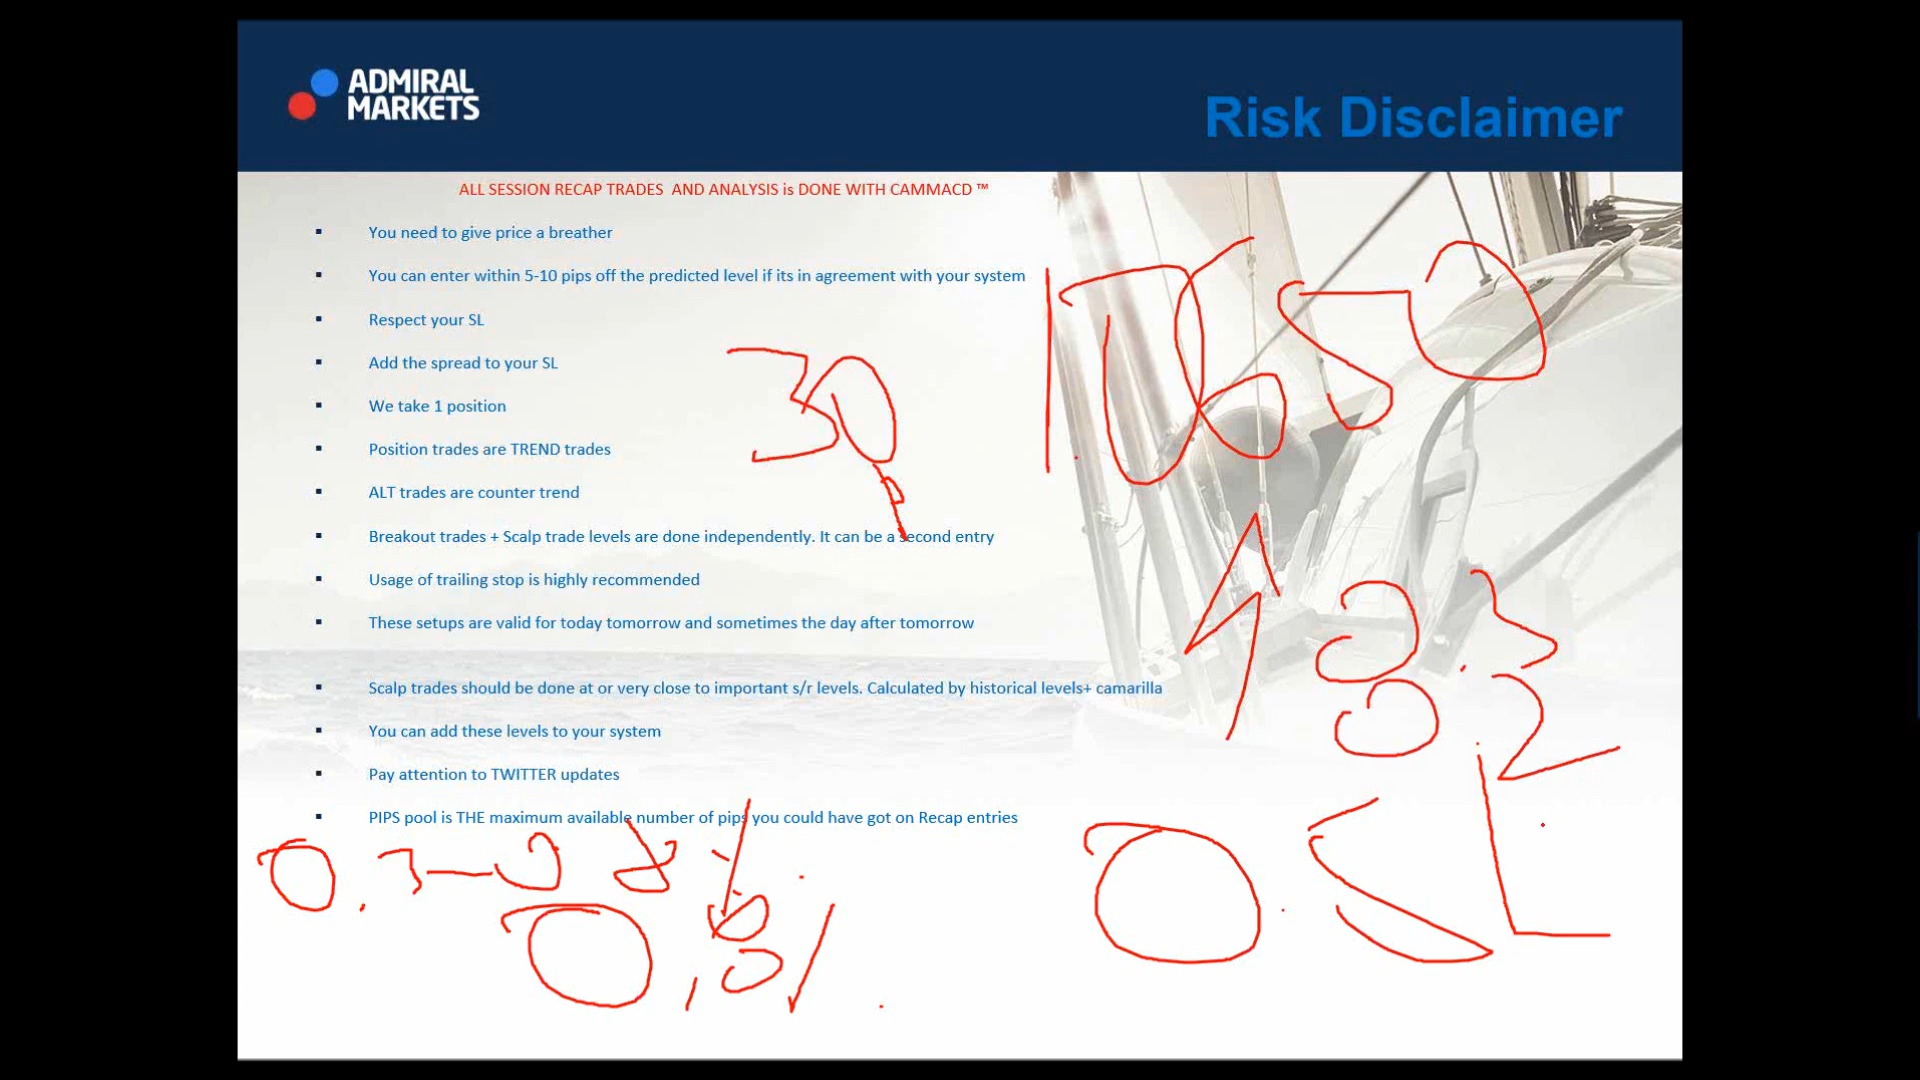 ADMIRAL
MARKETS
Risk Disclaimer
ALL SESSION RECAP TRADES AND ANALYSIS is DONE WITH CAMMACD ™
▪ You need to give price a breather
▪ You can enter within 5-10 pips off the predicted level if its in agreement with your system
▪ Respect your SL
▪ Add the spread to your SL
▪ We take 1 position
▪ Position trades are TREND trades
▪ ALT trades are counter trend
▪ Breakout trades + Scalp trade levels are done independently. It can be a second entry
▪ Usage of trailing stop is highly recommended
▪ These setups are valid for today tomorrow and sometimes the day after tomorrow
▪ Scalp trades should be done at or very close to important s/r levels. Calculated by historical levels+ camarilla
▪ You can add these levels to your system
▪ Pay attention to TWITTER updates
▪ PIPS pool is THE maximum available number of pips you could have got on Recap entries
30